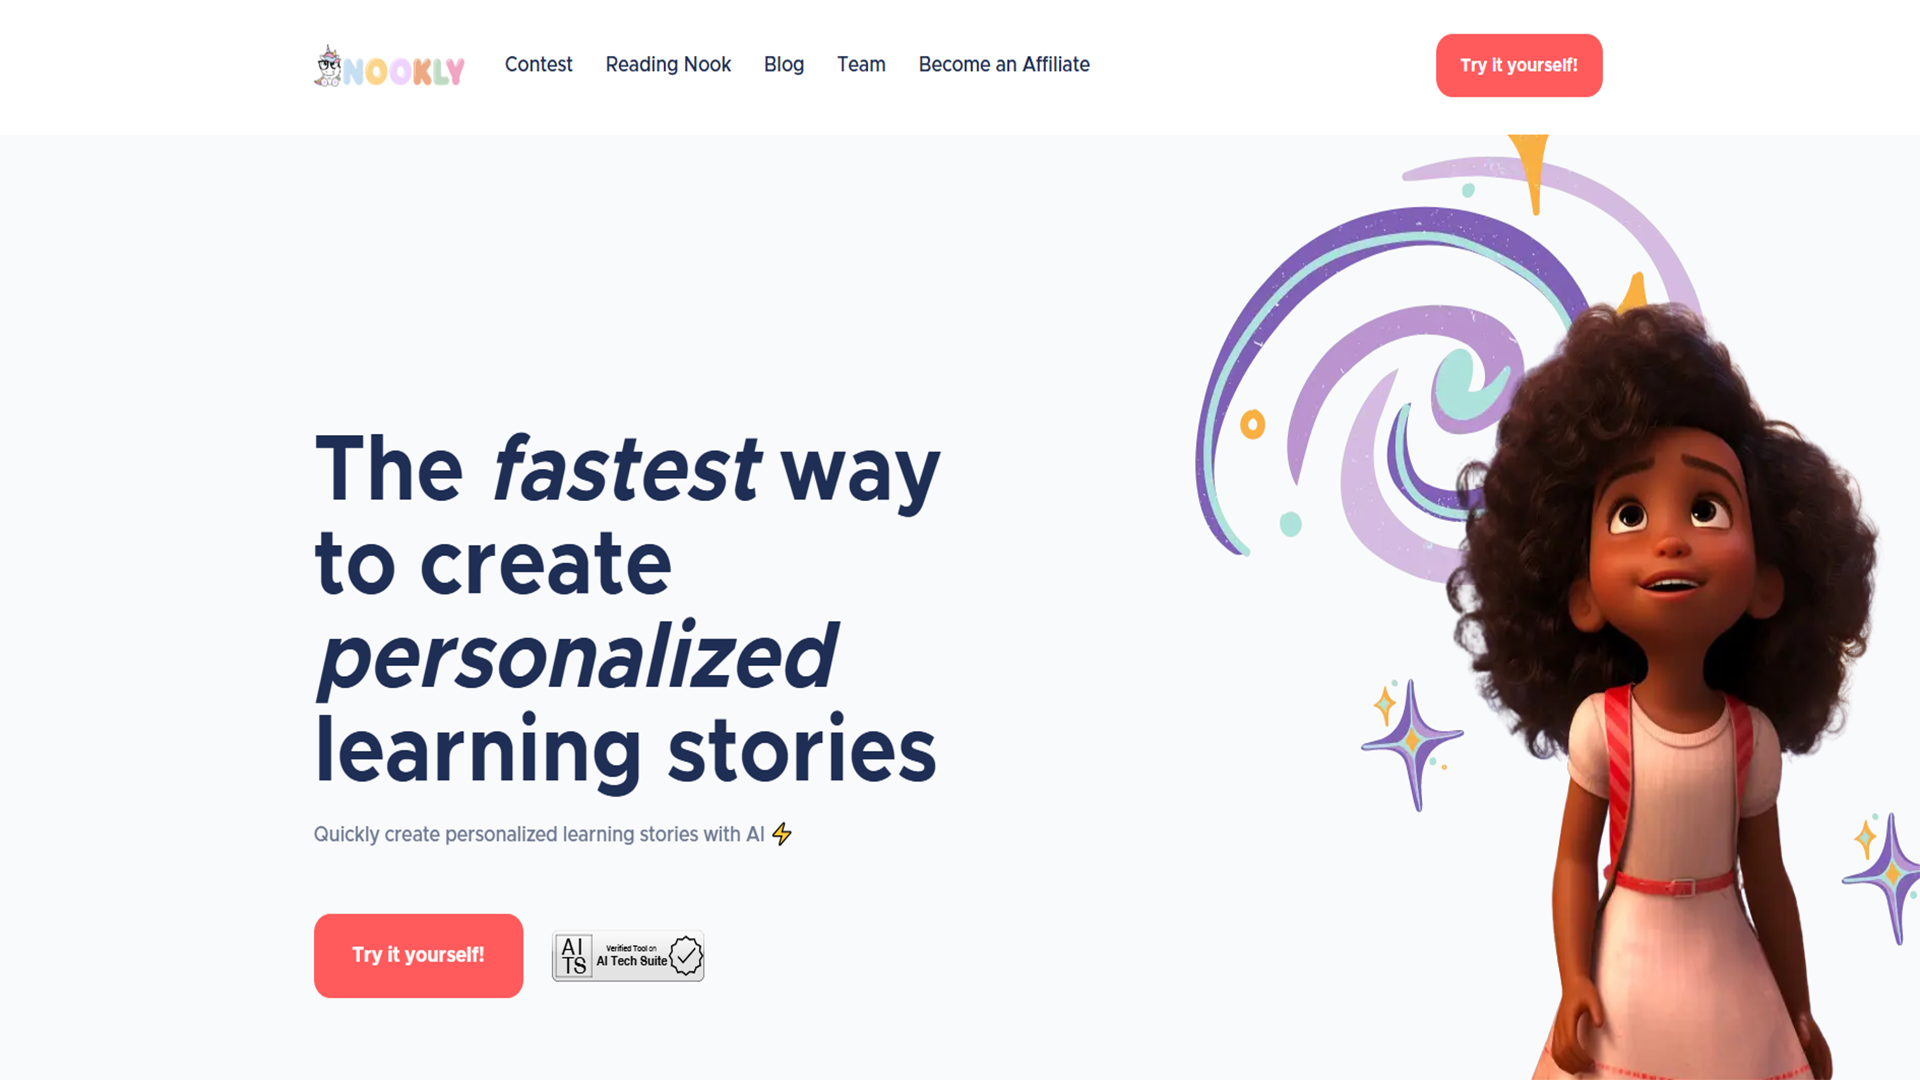 NOOKLY
Contest
Reading Nook
Blog
Team
Become an Affiliate
Try it yourself!
The fastest way
to create
personalized
learning stories
Quickly create personalized learning stories with AI ⚡
Try it yourself!
AI
TS
Verified Tool on
AI Tech Suite